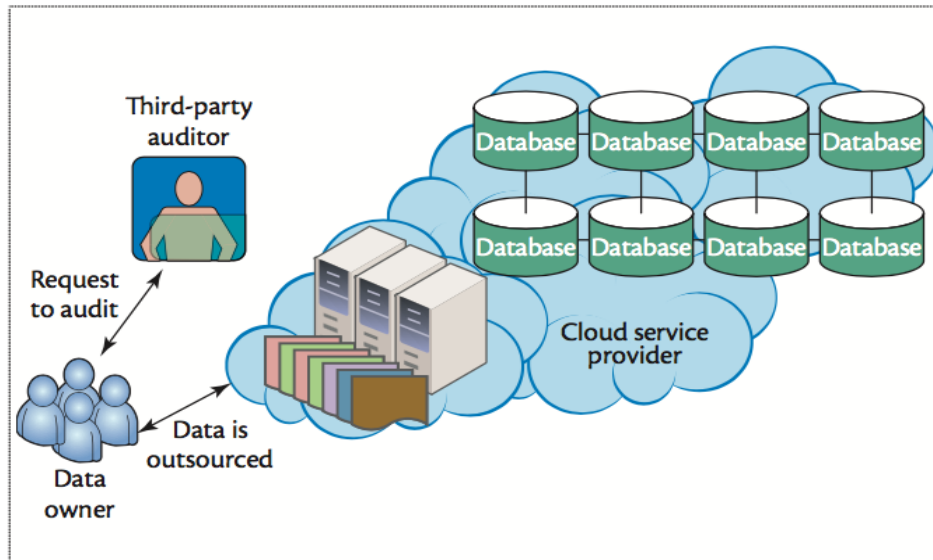 Third-party
auditor
Database Database Database Database
Database Database Database Database
Request
to audit
Cloud service
provider
Data is
outsourced
Data
owner